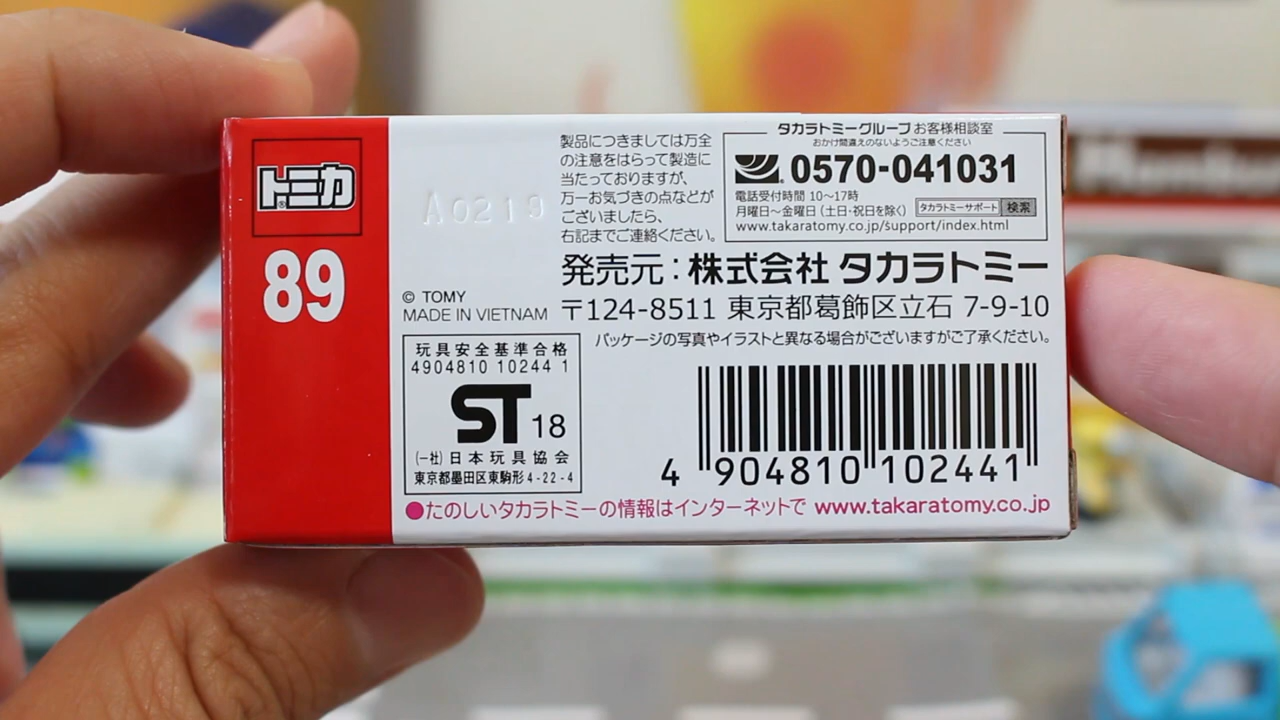 トミカ
®
89
A0219
製品につきましては万全
の注意をはらって製造に
当たっておりますが、
万一お気づきの点などが
ございましたら、
右記までご連絡ください。
タカラトミーグループ お客様相談室
おかけ間違えのないようご注意ください
0570-041031
電話受付時間 10〜17時
月曜日〜金曜日（土日・祝日を除く）
タカラトミーサポート 検索
www.takaratomy.co.jp/support/index.html
発売元：株式会社 タカラトミー
〒124-8511 東京都葛飾区立石 7-9-10
© TOMY
MADE IN VIETNAM
パッケージの写真やイラストと異なる場合がございますがご了承ください。
玩具安全基準合格
4904810 10244 1
ST 18
(一社) 日本玩具協会
東京都墨田区東駒形4-22-4
4 904810 102441
●たのしいタカラトミーの情報はインターネットで www.takaratomy.co.jp